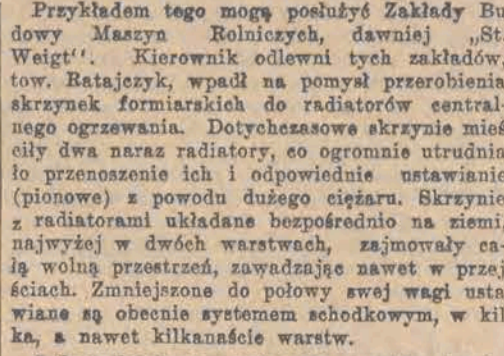 Przykładem tego mogą posłużyć Zakłady Bu
dowy Maszyn Rolniczych, dawniej „St.
Weigt‘‘. Kierownik odlewni tych zakładów,
tow. Ratajczyk, wpadł na pomysł przerobienia
skrzynek formiarskich do radiatorów central
nego ogrzewania. Dotychczasowe skrzynie mieś
ciły dwa naraz radiatory, co ogromnie utrudnia
ło przenoszenie ich i odpowiednie ustawianie
(pionowe) z powodu dużego ciężaru. Skrzynie
z radiatorami układane bezpośrednio na ziemi,
najwyżej w dwóch warstwach, zajmowały ca-
łą wolną przestrzeń, zawadzając nawet w przej
ściach. Zmniejszone do połowy swej wagi usta
wiane są obecnie systemem schodkowym, w kil
ka, a nawet kilkanaście warstw.